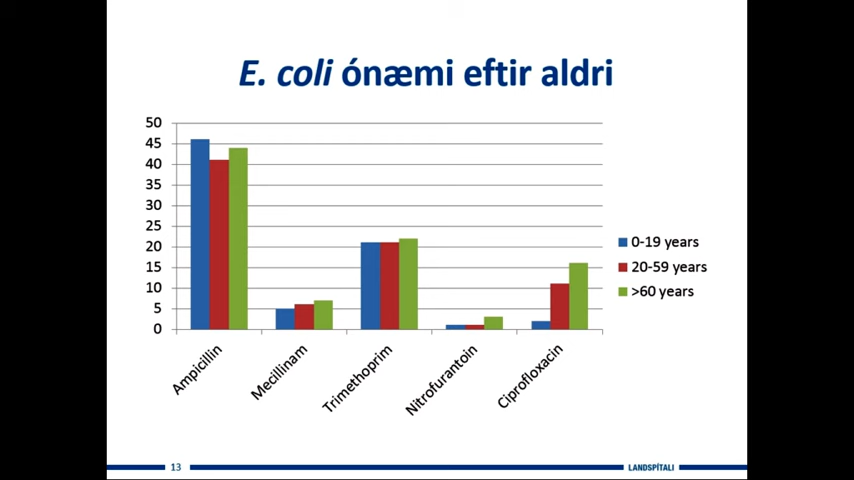 E. coli ónæmi eftir aldri
50
45
40
35
30
25
20
15
10
5
0
Ampicillin
Mecillinam
Trimethoprim
Nitrofurantoin
Ciprofloxacin
0-19 years
20-59 years
>60 years
13
LANDSPÍTALI